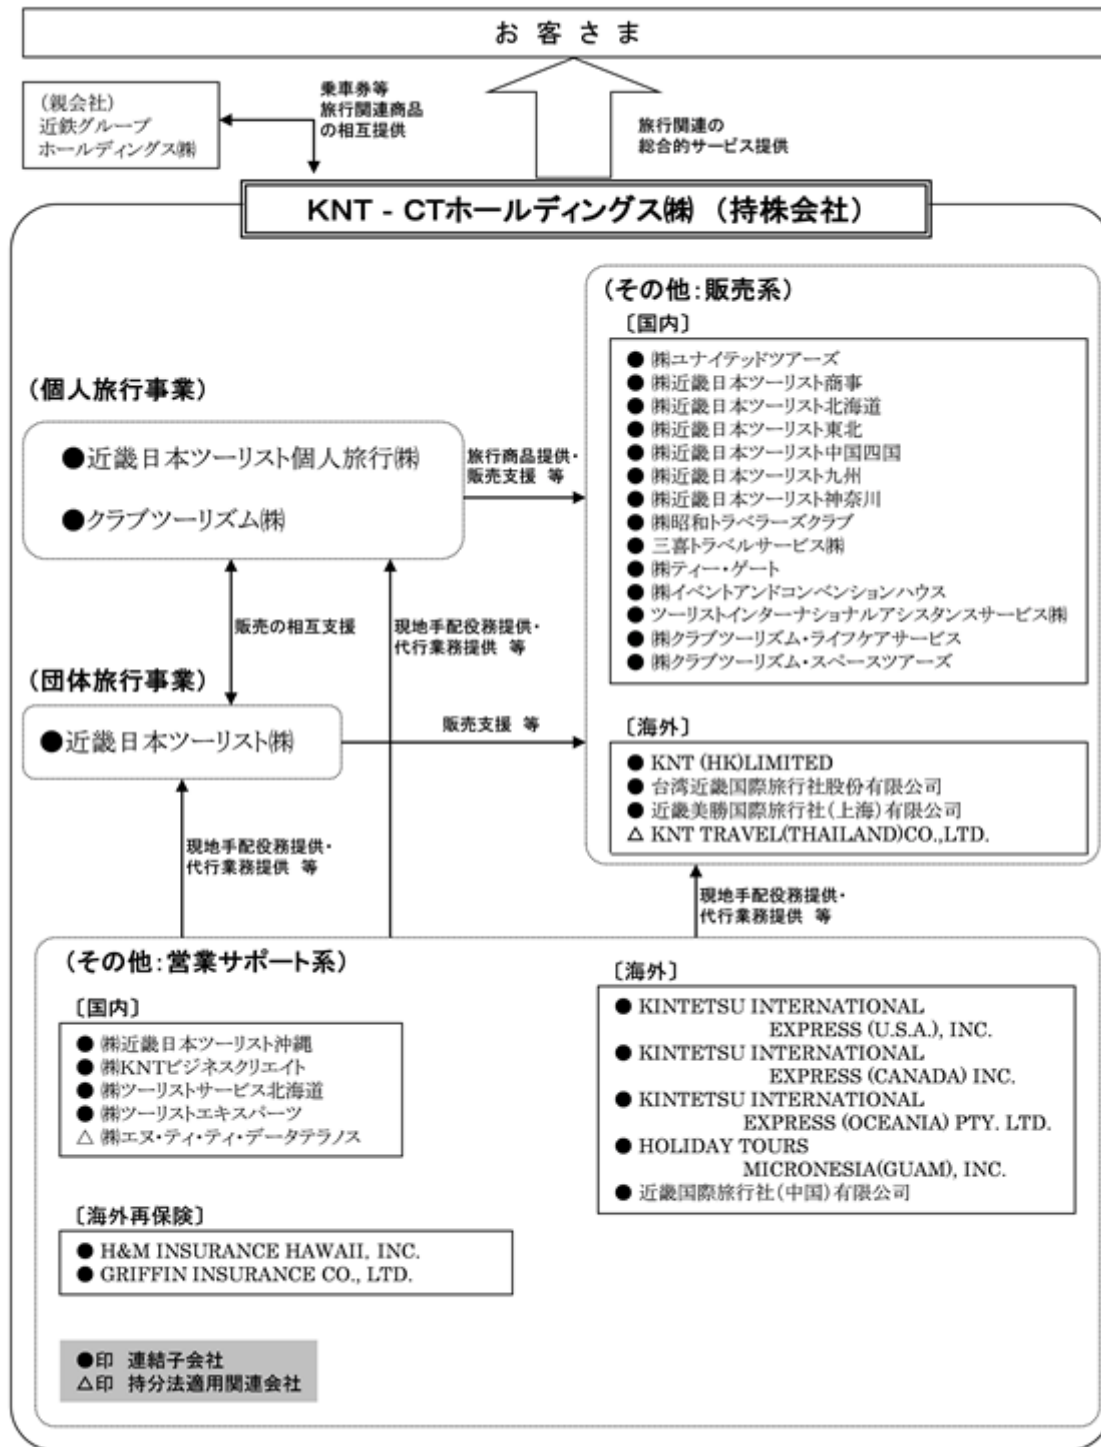 お客さま
(親会社)
近鉄グループ
ホールディングス㈱
乗車券等
旅行関連商品
の相互提供
旅行関連の
総合的サービス提供
KNT - CTホールディングス㈱ （持株会社）
(その他:販売系)
〔国内〕
● ㈱ユナイテッドツアーズ
● ㈱近畿日本ツーリスト商事
● ㈱近畿日本ツーリスト北海道
● ㈱近畿日本ツーリスト東北
● ㈱近畿日本ツーリスト中国四国
● ㈱近畿日本ツーリスト九州
● ㈱近畿日本ツーリスト神奈川
● ㈱昭和トラベラーズクラブ
● 三喜トラベルサービス㈱
● ㈱ティー・ゲート
● ㈱イベントアンドコンベンションハウス
● ツーリストインターナショナルアシスタンスサービス㈱
● ㈱クラブツーリズム・ライフケアサービス
● ㈱クラブツーリズム・スペースツアーズ
〔海外〕
● KNT (HK)LIMITED
● 台湾近畿国際旅行社股份有限公司
● 近畿美勝国際旅行社(上海)有限公司
△ KNT TRAVEL(THAILAND)CO.,LTD.
(個人旅行事業)
●近畿日本ツーリスト個人旅行㈱
●クラブツーリズム㈱
旅行商品提供・
販売支援 等
販売の相互支援
現地手配役務提供・
代行業務提供 等
(団体旅行事業)
●近畿日本ツーリスト㈱
販売支援 等
現地手配役務提供・
代行業務提供 等
現地手配役務提供・
代行業務提供 等
(その他:営業サポート系)
〔国内〕
● ㈱近畿日本ツーリスト沖縄
● ㈱KNTビジネスクリエイト
● ㈱ツーリストサービス北海道
● ㈱ツーリストエキスパーツ
△ ㈱エヌ・ティ・ティ・データテラノス
〔海外再保険〕
● H&M INSURANCE HAWAII, INC.
● GRIFFIN INSURANCE CO., LTD.
〔海外〕
● KINTETSU INTERNATIONAL
EXPRESS (U.S.A.), INC.
● KINTETSU INTERNATIONAL
EXPRESS (CANADA) INC.
● KINTETSU INTERNATIONAL
EXPRESS (OCEANIA) PTY. LTD.
● HOLIDAY TOURS
MICRONESIA(GUAM), INC.
● 近畿国際旅行社(中国)有限公司
●印 連結子会社
△印 持分法適用関連会社